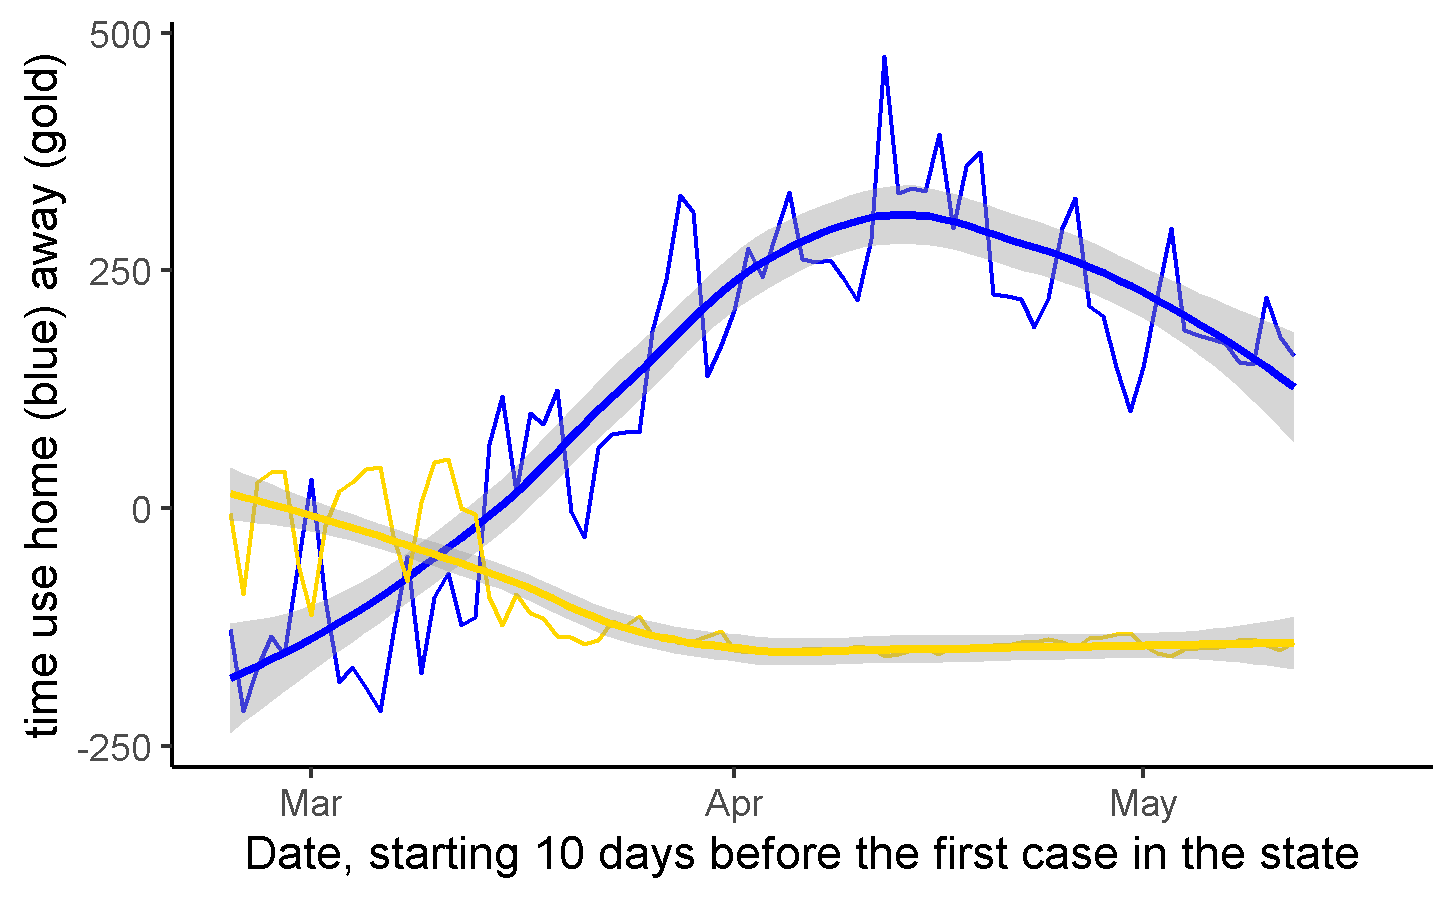 time use home (blue) away (gold)
500
250
0
-250
Mar Apr May
Date, starting 10 days before the first case in the state